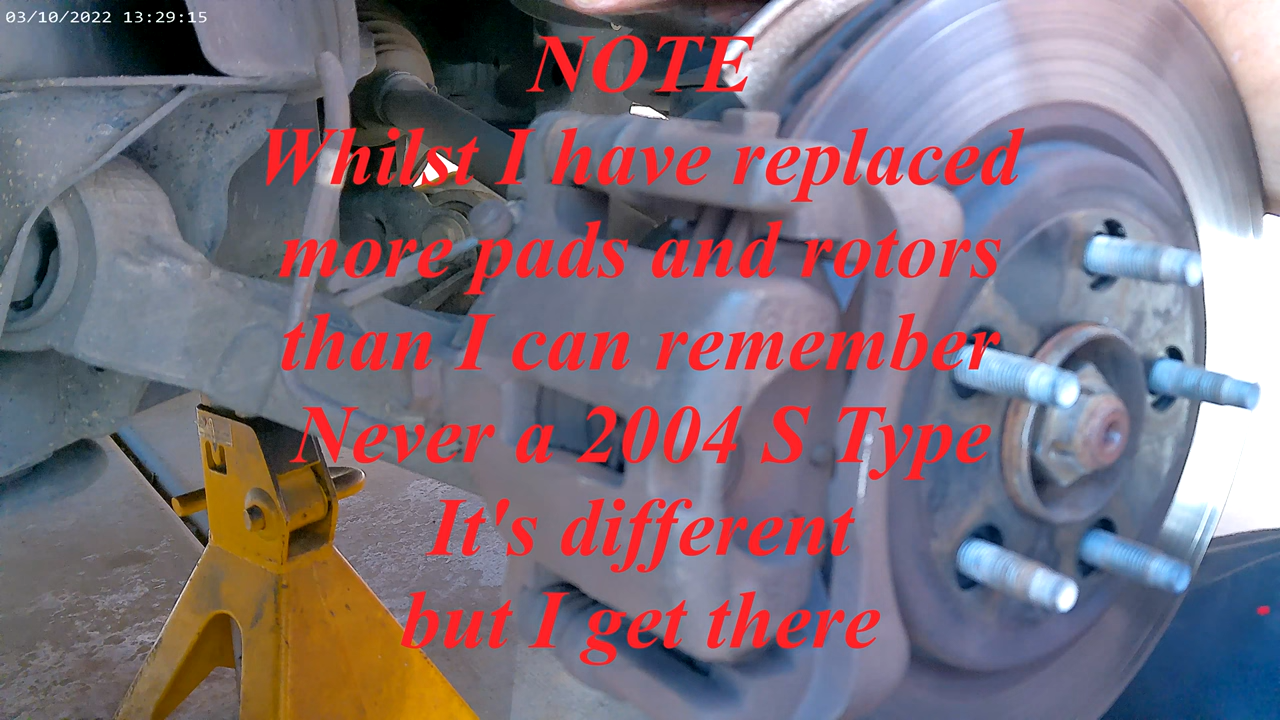 03/10/2022 13:29:15
NOTE
Whilst I have replaced
more pads and rotors
than I can remember
Never a 2004 S Type
It's different
but I get there